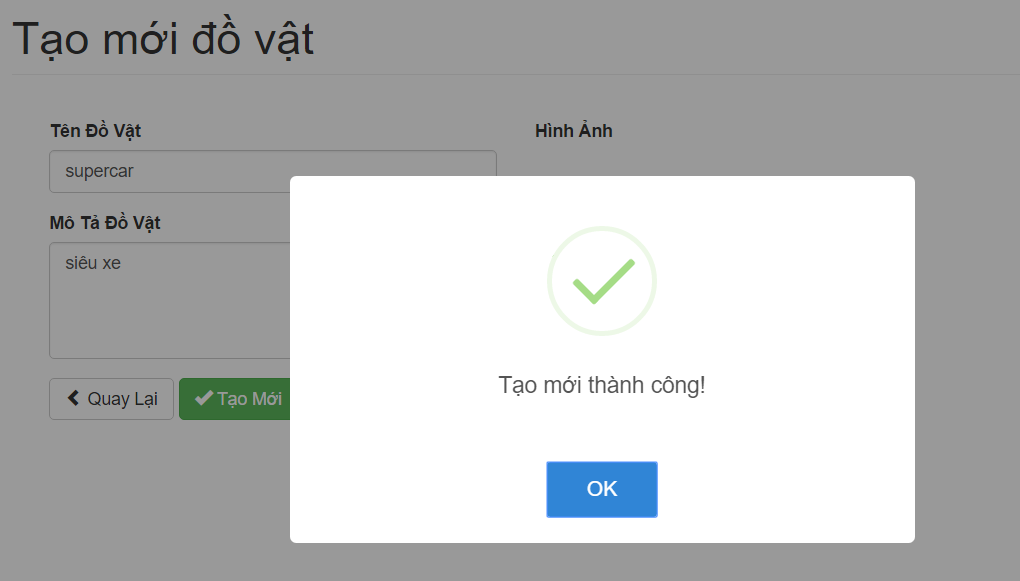 Tạo mới đồ vật
Tên Đồ Vật
supercar
Mô Tả Đồ Vật
siêu xe
Quay Lại
Tạo Mới
Hình Ảnh
Tạo mới thành công!
OK